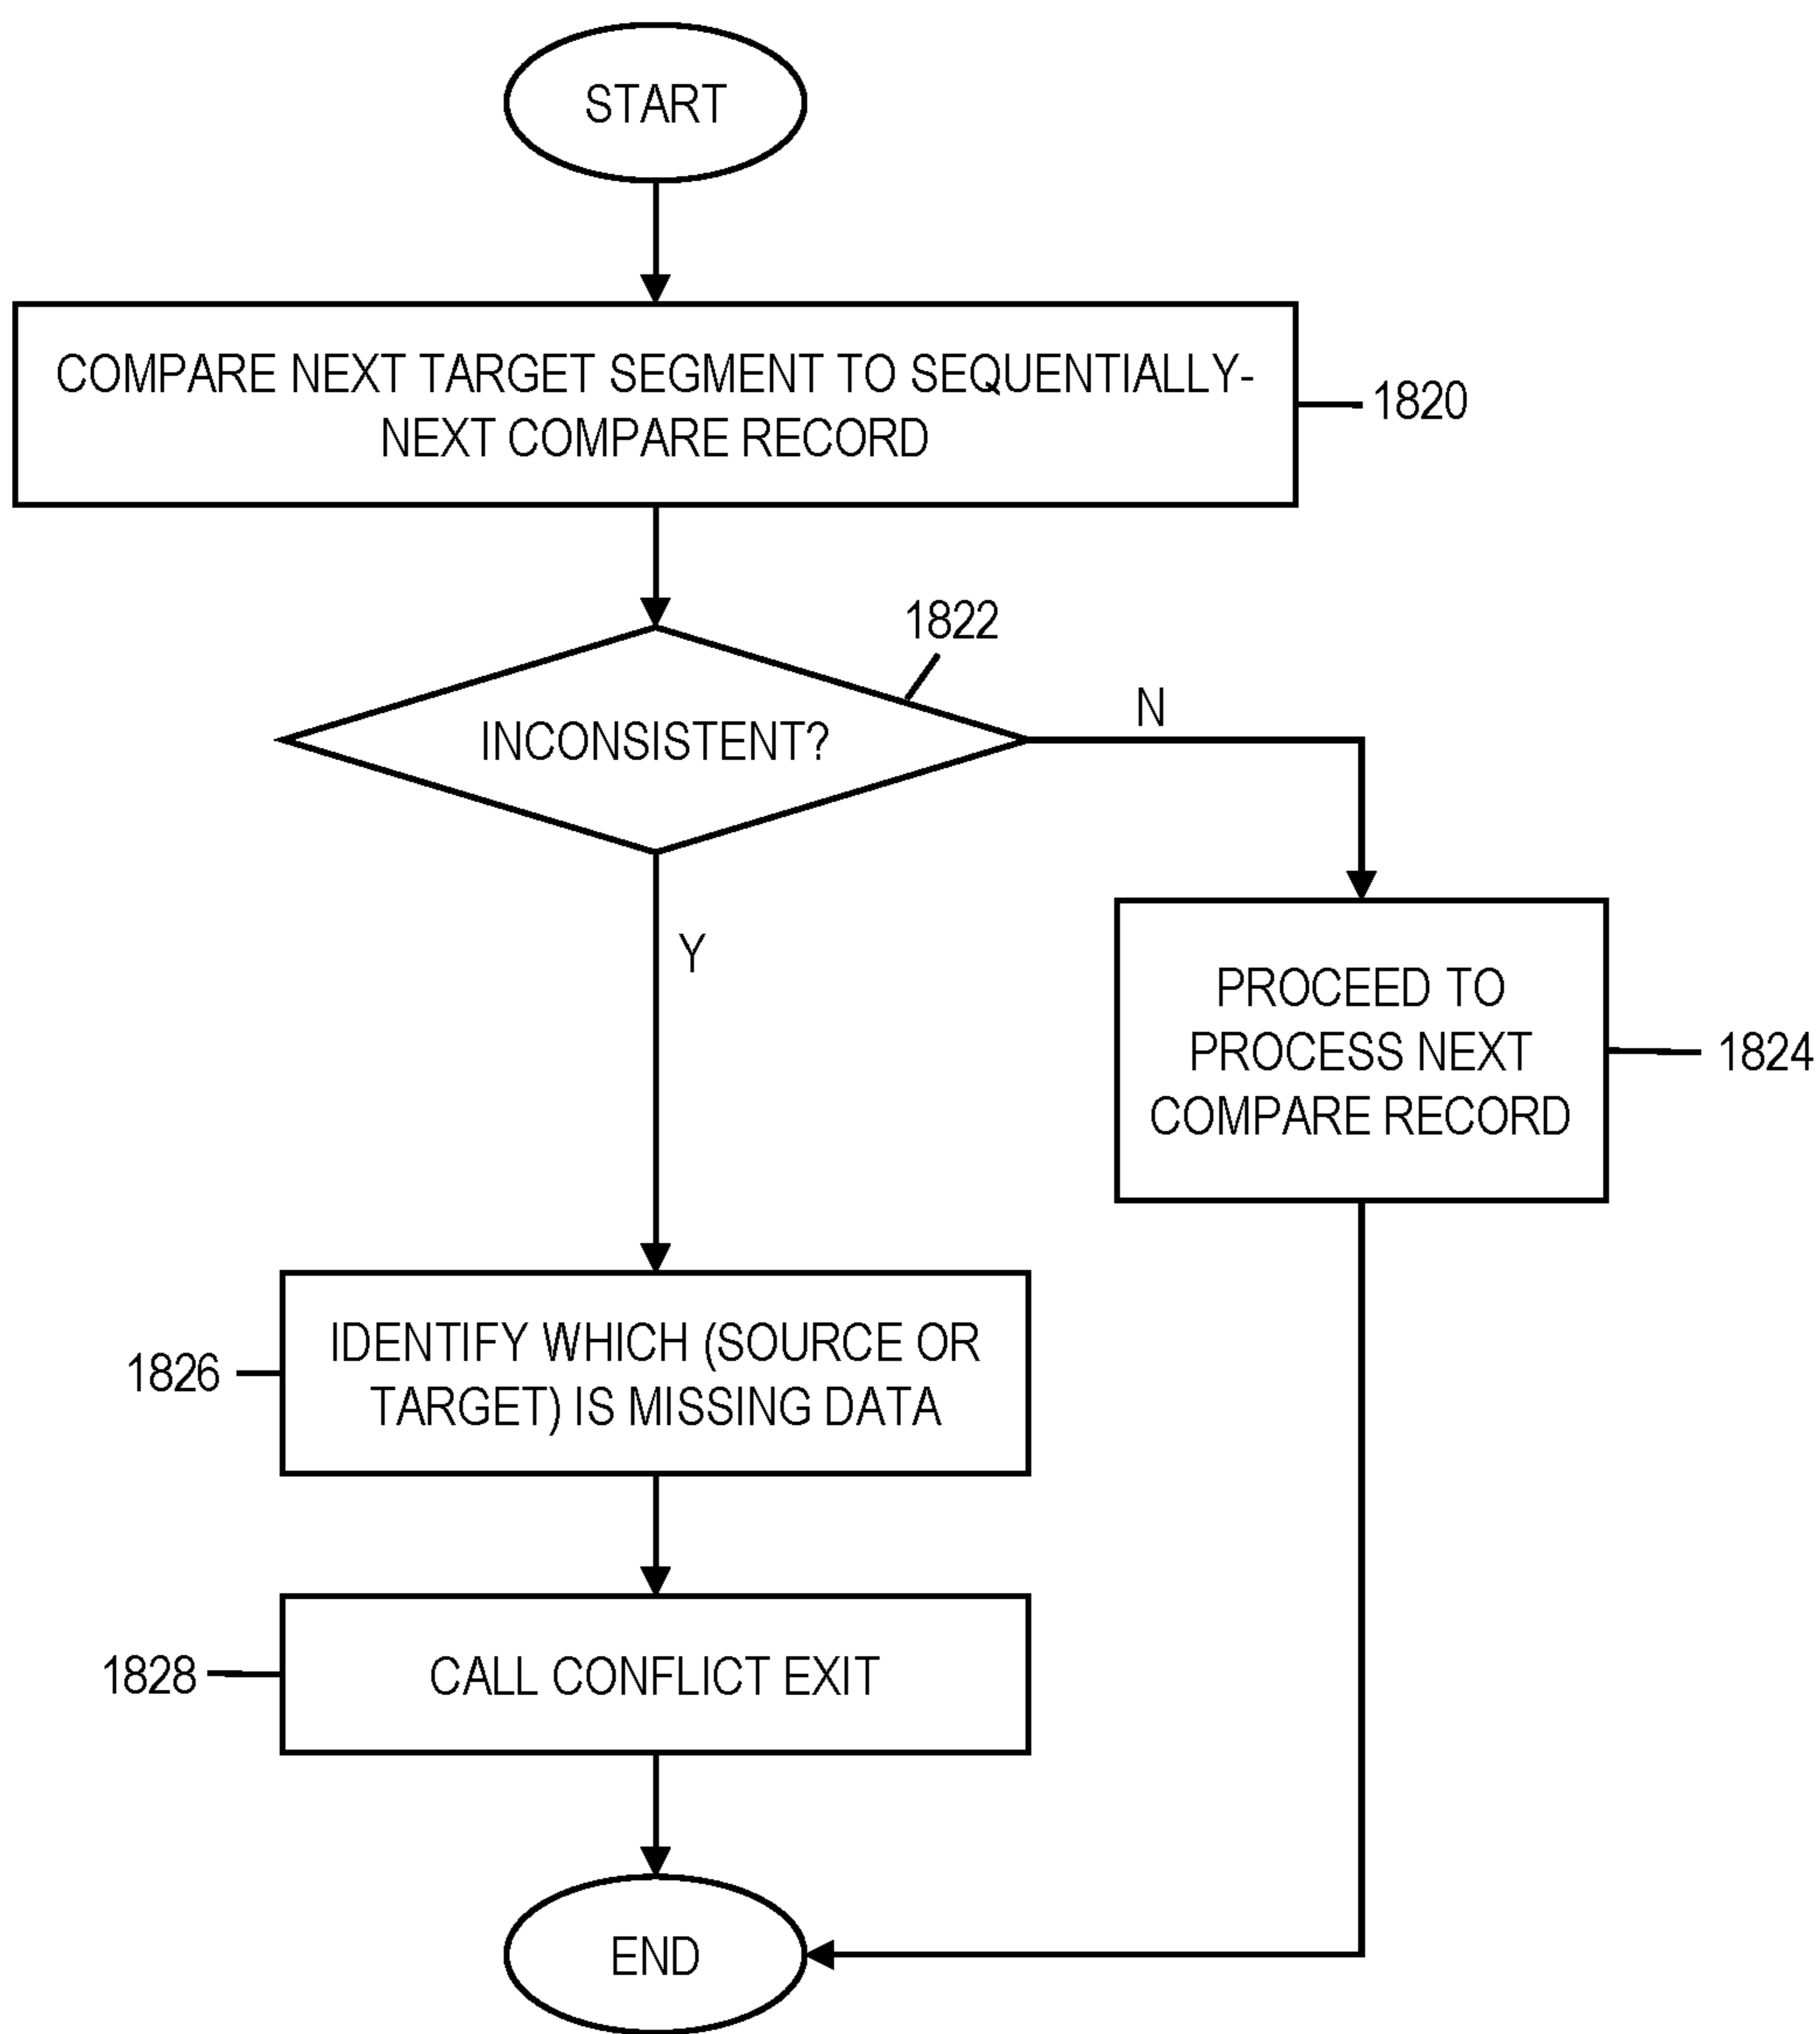 START
COMPARE NEXT TARGET SEGMENT TO SEQUENTIALLY-
NEXT COMPARE RECORD
1820
1822
INCONSISTENT?
N
Y
PROCEED TO
PROCESS NEXT
COMPARE RECORD
1824
IDENTIFY WHICH (SOURCE OR
TARGET) IS MISSING DATA
1826
CALL CONFLICT EXIT
1828
END